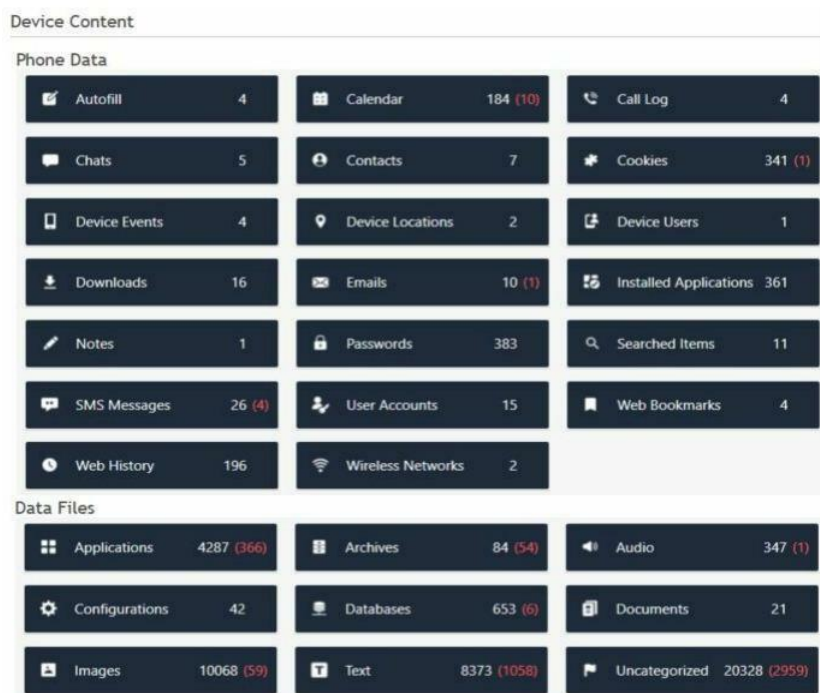 Device Content
Phone Data
Autofill 4 Calendar 184 (10) Call Log 4
Chats 5 Contacts 7 Cookies 341 (1)
Device Events 4 Device Locations 2 Device Users 1
Downloads 16 Emails 10 (1) Installed Applications 361
Notes 1 Passwords 383 Searched Items 11
SMS Messages 26 (4) User Accounts 15 Web Bookmarks 4
Web History 196 Wireless Networks 2
Data Files
Applications 4287 (366) Archives 84 (54) Audio 347 (1)
Configurations 42 Databases 653 (6) Documents 21
Images 10068 (59) Text 8373 (1058) Uncategorized 20328 (2959)